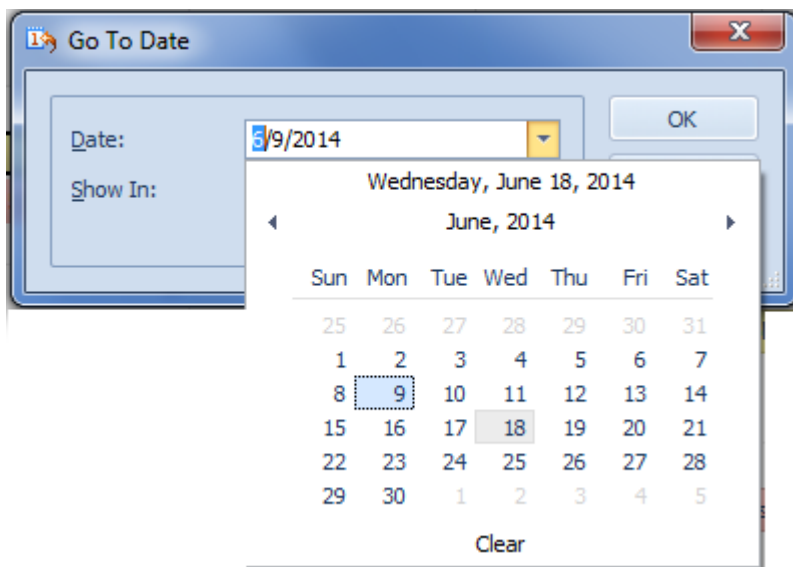 Go To Date
Date: 6/9/2014 OK
Show In:
Wednesday, June 18, 2014
June, 2014
Sun Mon Tue Wed Thu Fri Sat
25 26 27 28 29 30 31
1 2 3 4 5 6 7
8 9 10 11 12 13 14
15 16 17 18 19 20 21
22 23 24 25 26 27 28
29 30 1 2 3 4 5
Clear